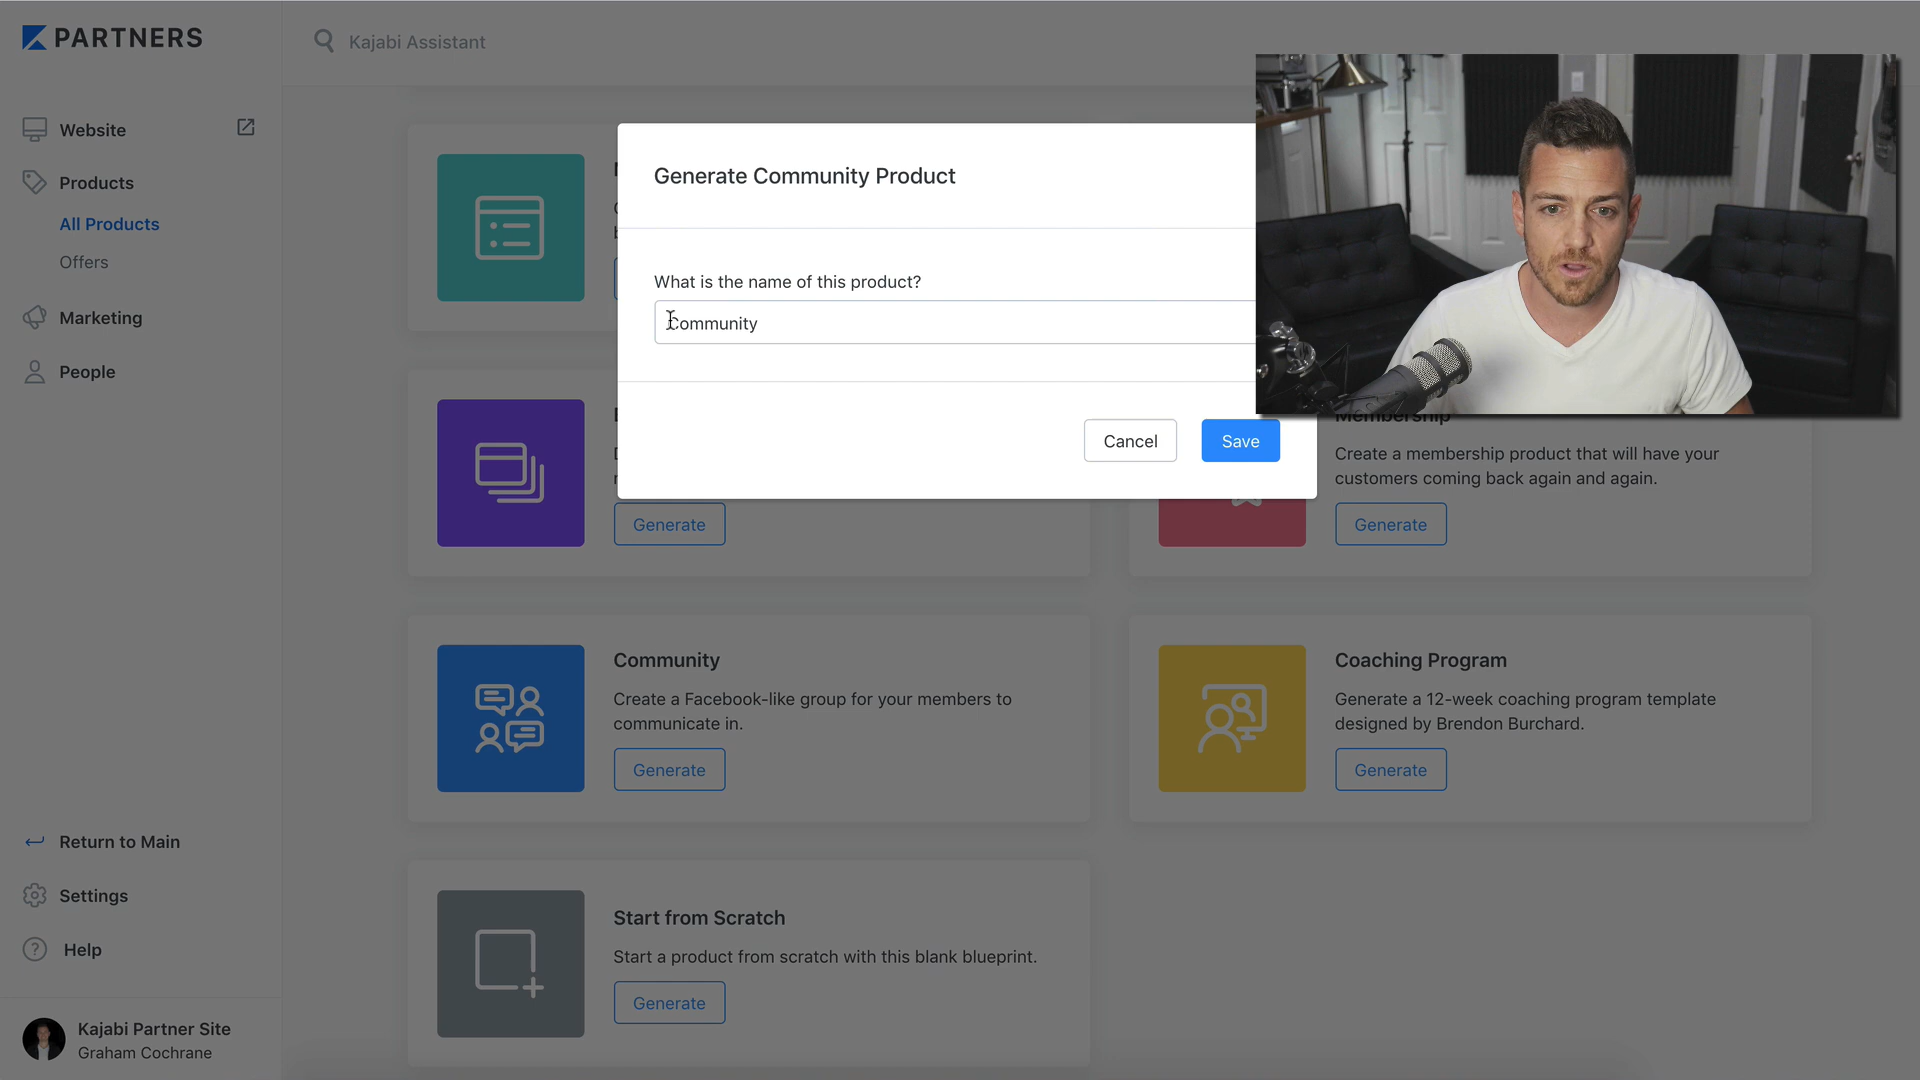 PARTNERS
Kajabi Assistant
Website
Products
All Products
Offers
Marketing
People
Return to Main
Settings
Help
Kajabi Partner Site
Graham Cochrane
Generate Community Product
What is the name of this product?
Community
Cancel
Save
Generate
Membership
Create a membership product that will have your
customers coming back again and again.
Generate
Community
Create a Facebook-like group for your members to
communicate in.
Generate
Coaching Program
Generate a 12-week coaching program template
designed by Brendon Burchard.
Generate
Start from Scratch
Start a product from scratch with this blank blueprint.
Generate